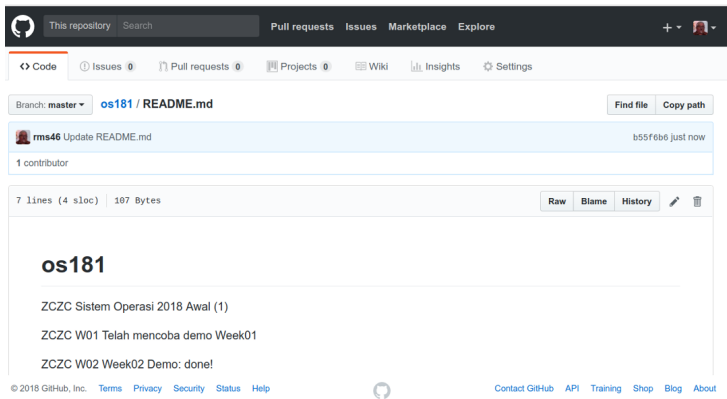 This repository Search Pull requests Issues Marketplace Explore
Code Issues 0 Pull requests 0 Projects 0 Wiki Insights Settings
Branch: master os181 / README.md Find file Copy path
rms46 Update README.md b55f6b6 just now
1 contributor
7 lines (4 sloc) 107 Bytes Raw Blame History
os181
ZCZC Sistem Operasi 2018 Awal (1)
ZCZC W01 Telah mencoba demo Week01
ZCZC W02 Week02 Demo: done!
© 2018 GitHub, Inc. Terms Privacy Security Status Help Contact GitHub API Training Shop Blog About